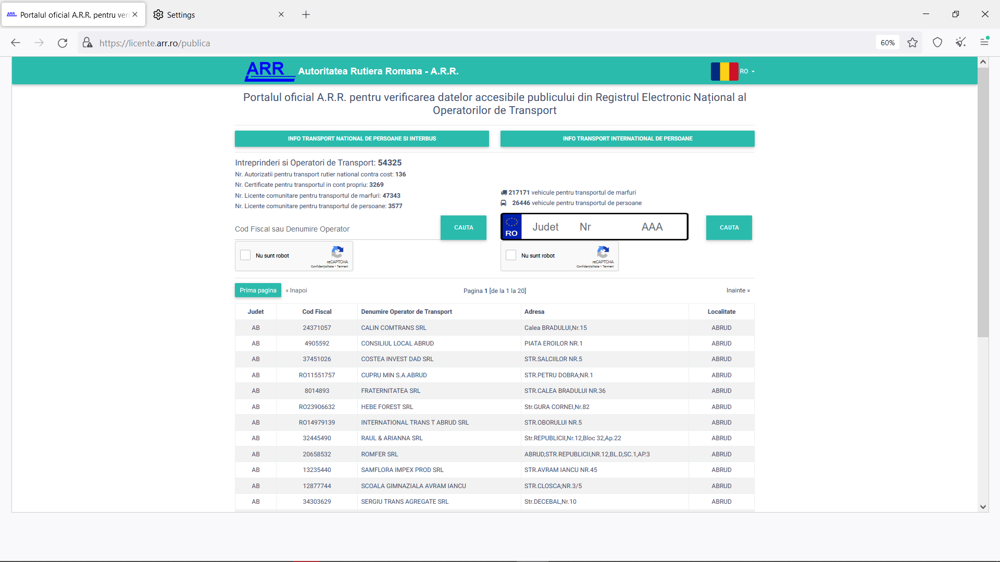 ARR Portalul oficial A.R.R. pentru veri
Settings
https://licente.arr.ro/publica
60%
ARR Autoritatea Rutiera Romana - A.R.R.
RO
Portalul oficial A.R.R. pentru verificarea datelor accesibile publicului din Registrul Electronic Național al
Operatorilor de Transport
INFO TRANSPORT NATIONAL DE PERSOANE SI INTERBUS
INFO TRANSPORT INTERNATIONAL DE PERSOANE
Intreprinderi si Operatori de Transport: 54325
Nr. Autorizatii pentru transport rutier national contra cost: 136
Nr. Certificate pentru transportul in cont propriu: 3269
Nr. Licente comunitare pentru transportul de marfuri: 47343
Nr. Licente comunitare pentru transportul de persoane: 3577
217171 vehicule pentru transportul de marfuri
26446 vehicule pentru transportul de persoane
Cod Fiscal sau Denumire Operator
CAUTA
RO
Judet Nr AAA
CAUTA
Nu sunt robot
reCAPTCHA
Confidențialitate - Termeni
Nu sunt robot
reCAPTCHA
Confidențialitate - Termeni
Prima pagina « Inapoi Pagina 1 [de la 1 la 20] Inainte »
Judet Cod Fiscal Denumire Operator de Transport Adresa Localitate
AB 24371057 CALIN COMTRANS SRL Calea BRADULUI,Nr.15 ABRUD
AB 4905592 CONSILIUL LOCAL ABRUD PIATA EROILOR NR.1 ABRUD
AB 37451026 COSTEA INVEST DAD SRL STR.SALCIILOR NR.5 ABRUD
AB RO11551757 CUPRU MIN S.A.ABRUD STR.PETRU DOBRA;NR.1 ABRUD
AB 8014893 FRATERNITATEA SRL STR.CALEA BRADULUI NR.36 ABRUD
AB RO23906632 HEBE FOREST SRL Str.GURA CORNEI,Nr.82 ABRUD
AB RO14979139 INTERNATIONAL TRANS T ABRUD SRL STR.OBORULUI NR.5 ABRUD
AB 32445490 RAUL & ARIANNA SRL Str.REPUBLICII,Nr.12,Bloc 32,Ap.22 ABRUD
AB 20658532 ROMFER SRL ABRUD,STR.REPUBLICII,NR.12,BL.D,SC.1,AP.3 ABRUD
AB 13235440 SAMFLORA IMPEX PROD SRL STR.AVRAM IANCU NR.45 ABRUD
AB 12877744 SCOALA GIMNAZIALA AVRAM IANCU STR.CLOSCA;NR.3/5 ABRUD
AB 34303629 SERGIU TRANS AGREGATE SRL Str.DECEBAL,Nr.10 ABRUD